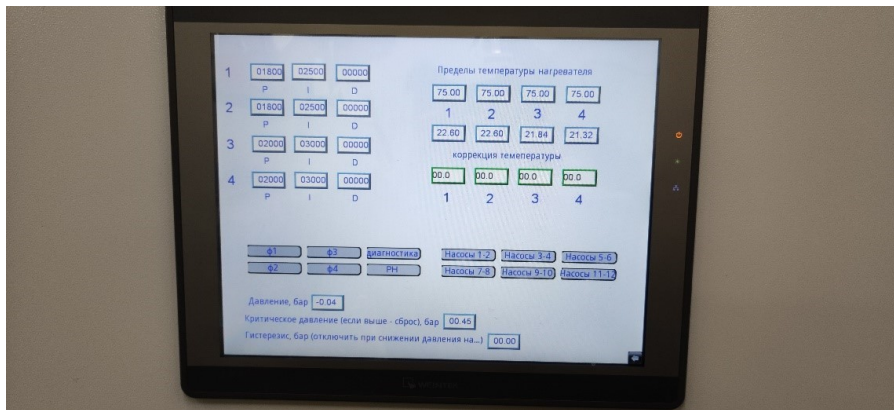 1 01800 02500 00000
P I D
2 01800 02500 00000
P I D
3 02000 03000 00000
P I D
4 02000 03000 00000
P I D
Пределы температуры нагревателя
75.00 75.00 75.00 75.00
1 2 3 4
22.60 22.60 21.84 21.32
коррекция темепературы
00.0 00.0 00.0 00.0
1 2 3 4
ф1 ф3 диагностика
ф2 ф4 РН
Насосы 1-2 Насосы 3-4 Насосы 5-6
Насосы 7-8 Насосы 9-10 Насосы 11-12
Давление, бар -0.04
Критическое давление (если выше - сброс), бар 00.45
Гистерезис, бар (отключить при снижении давления на...) 00.00